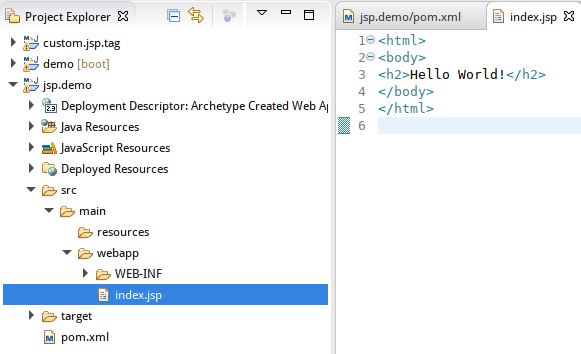 Project Explorer
custom.jsp.tag
demo [boot]
jsp.demo
Deployment Descriptor: Archetype Created Web Ap
Java Resources
JavaScript Resources
Deployed Resources
src
main
resources
webapp
WEB-INF
index.jsp
target
pom.xml
jsp.demo/pom.xml
index.jsp
1 <html>
2 <body>
3 <h2>Hello World!</h2>
4 </body>
5 </html>
6